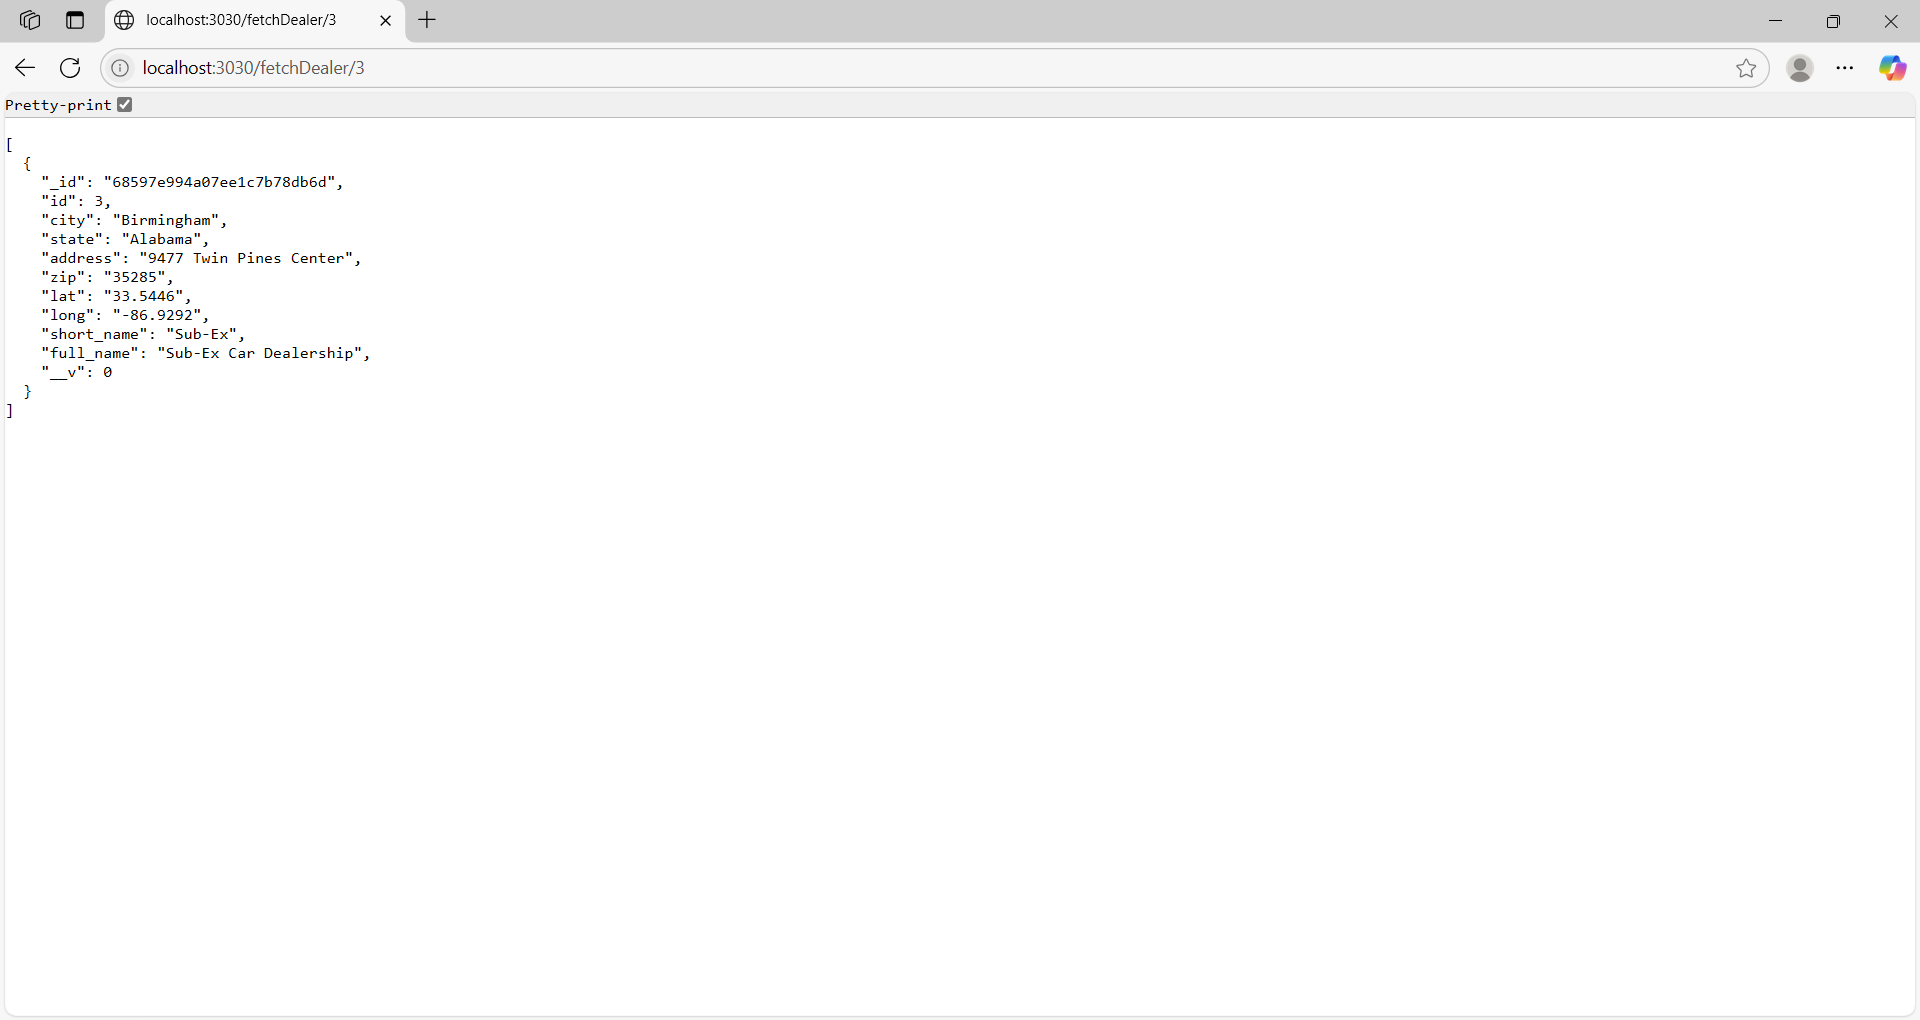 localhost:3030/fetchDealer/3
localhost:3030/fetchDealer/3
Pretty-print
[
  {
    "_id": "68597e994a07ee1c7b78db6d",
    "id": 3,
    "city": "Birmingham",
    "state": "Alabama",
    "address": "9477 Twin Pines Center",
    "zip": "35285",
    "lat": "33.5446",
    "long": "-86.9292",
    "short_name": "Sub-Ex",
    "full_name": "Sub-Ex Car Dealership",
    "__v": 0
  }
]